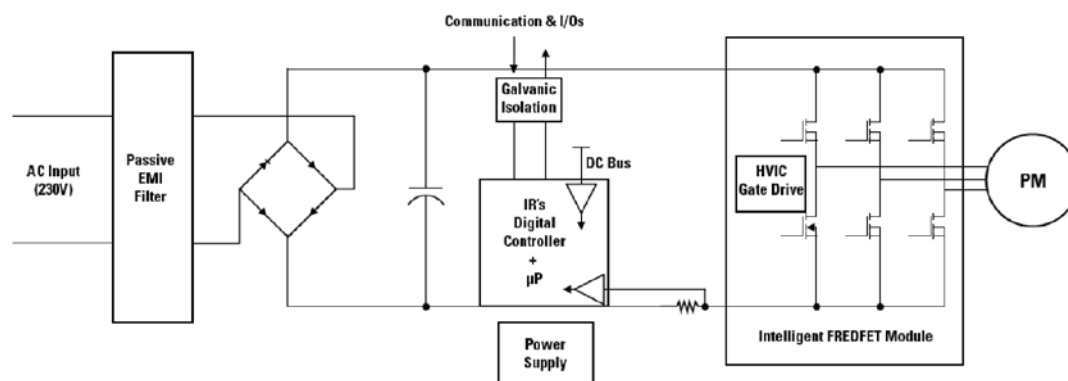 Communication & I/Os
Galvanic
Isolation
AC Input
(230V)
Passive
EMI
Filter
DC Bus
IR's
Digital
Controller
+
µP
HVIC
Gate Drive
PM
Intelligent FREDFET Module
Power
Supply